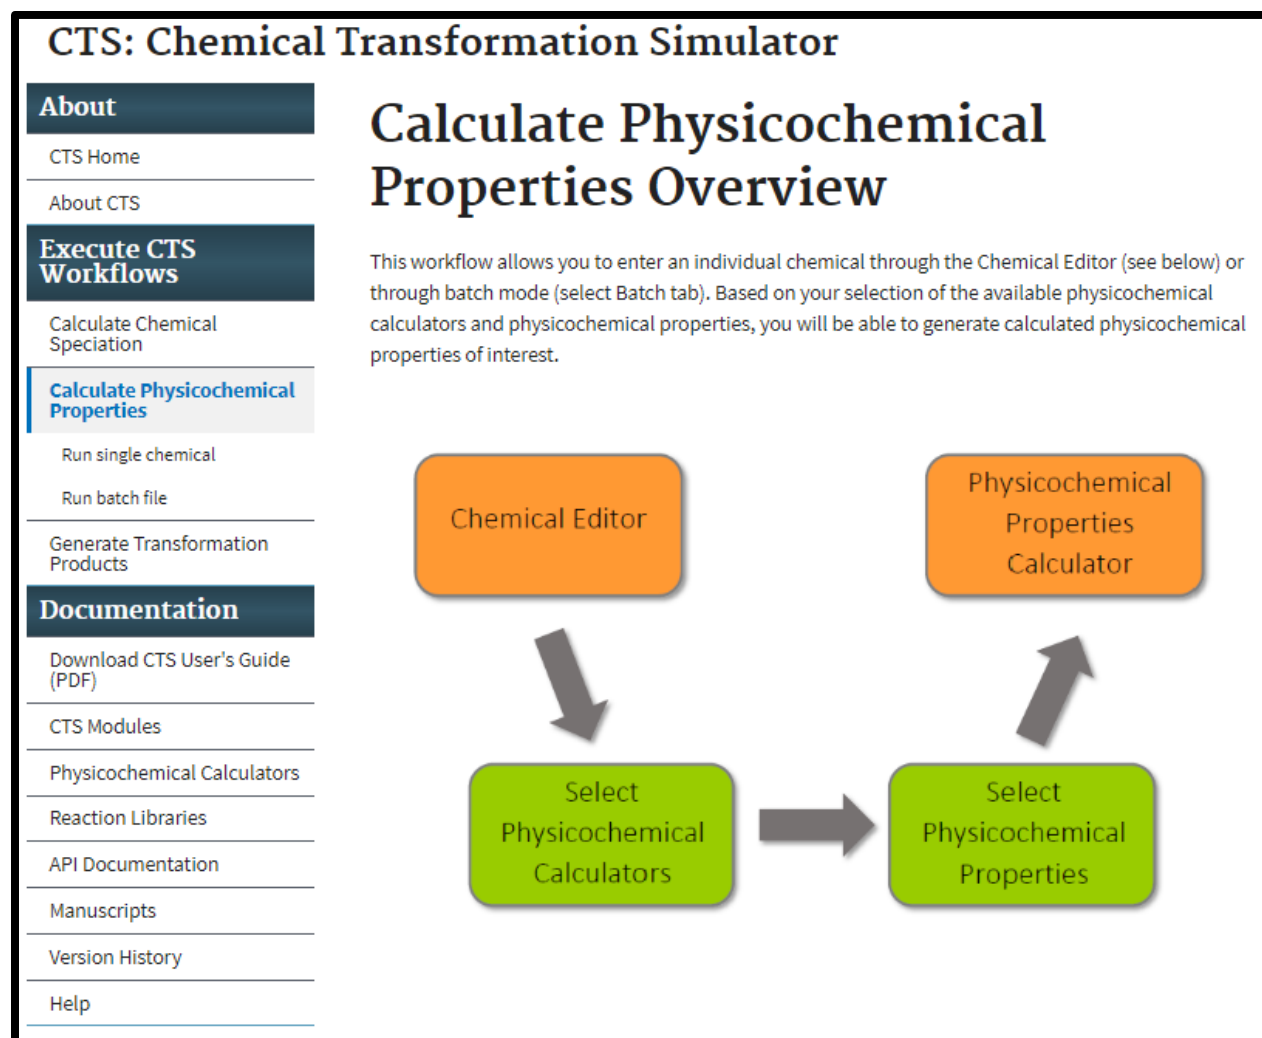 CTS: Chemical Transformation Simulator
About
CTS Home
About CTS
Execute CTS
Workflows
Calculate Chemical
Speciation
Calculate Physicochemical
Properties
Run single chemical
Run batch file
Generate Transformation
Products
Documentation
Download CTS User's Guide
(PDF)
CTS Modules
Physicochemical Calculators
Reaction Libraries
API Documentation
Manuscripts
Version History
Help
Calculate Physicochemical
Properties Overview
This workflow allows you to enter an individual chemical through the Chemical Editor (see below) or
through batch mode (select Batch tab). Based on your selection of the available physicochemical
calculators and physicochemical properties, you will be able to generate calculated physicochemical
properties of interest.
Chemical Editor
Select
Physicochemical
Calculators
Select
Physicochemical
Properties
Physicochemical
Properties
Calculator